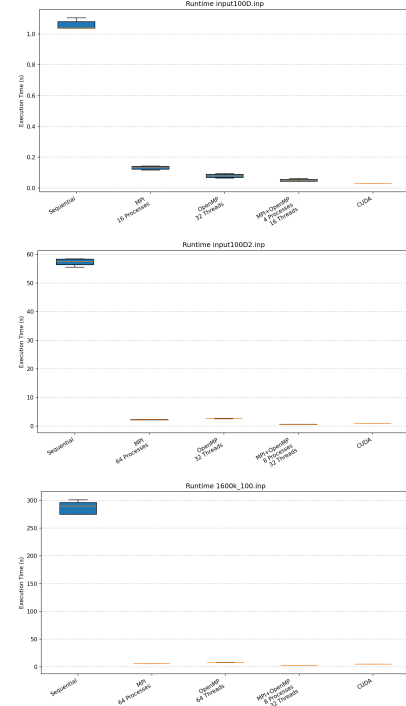 Runtime input100D.inp
Execution Time (s)
1.0
0.8
0.6
0.4
0.2
0.0
Sequential
MPI
16 Processes
OpenMP
32 Threads
MPI+OpenMP
4 Processes
16 Threads
CUDA
Runtime input100D2.inp
Execution Time (s)
60
50
40
30
20
10
0
Sequential
MPI
64 Processes
OpenMP
32 Threads
MPI+OpenMP
8 Processes
32 Threads
CUDA
Runtime 1600k_100.inp
Execution Time (s)
300
250
200
150
100
50
0
Sequential
MPI
64 Processes
OpenMP
64 Threads
MPI+OpenMP
8 Processes
32 Threads
CUDA